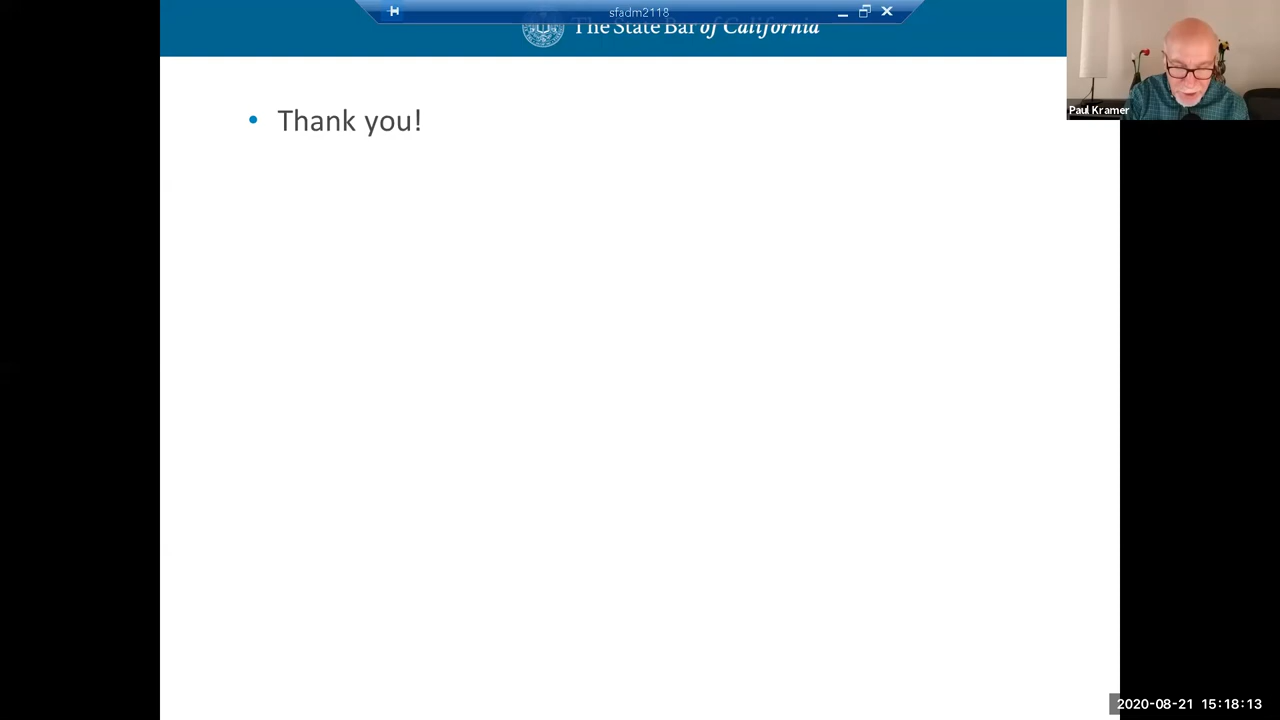 sfadm2118
The State Bar of California
Paul Kramer
• Thank you!
2020-08-21 15:18:13